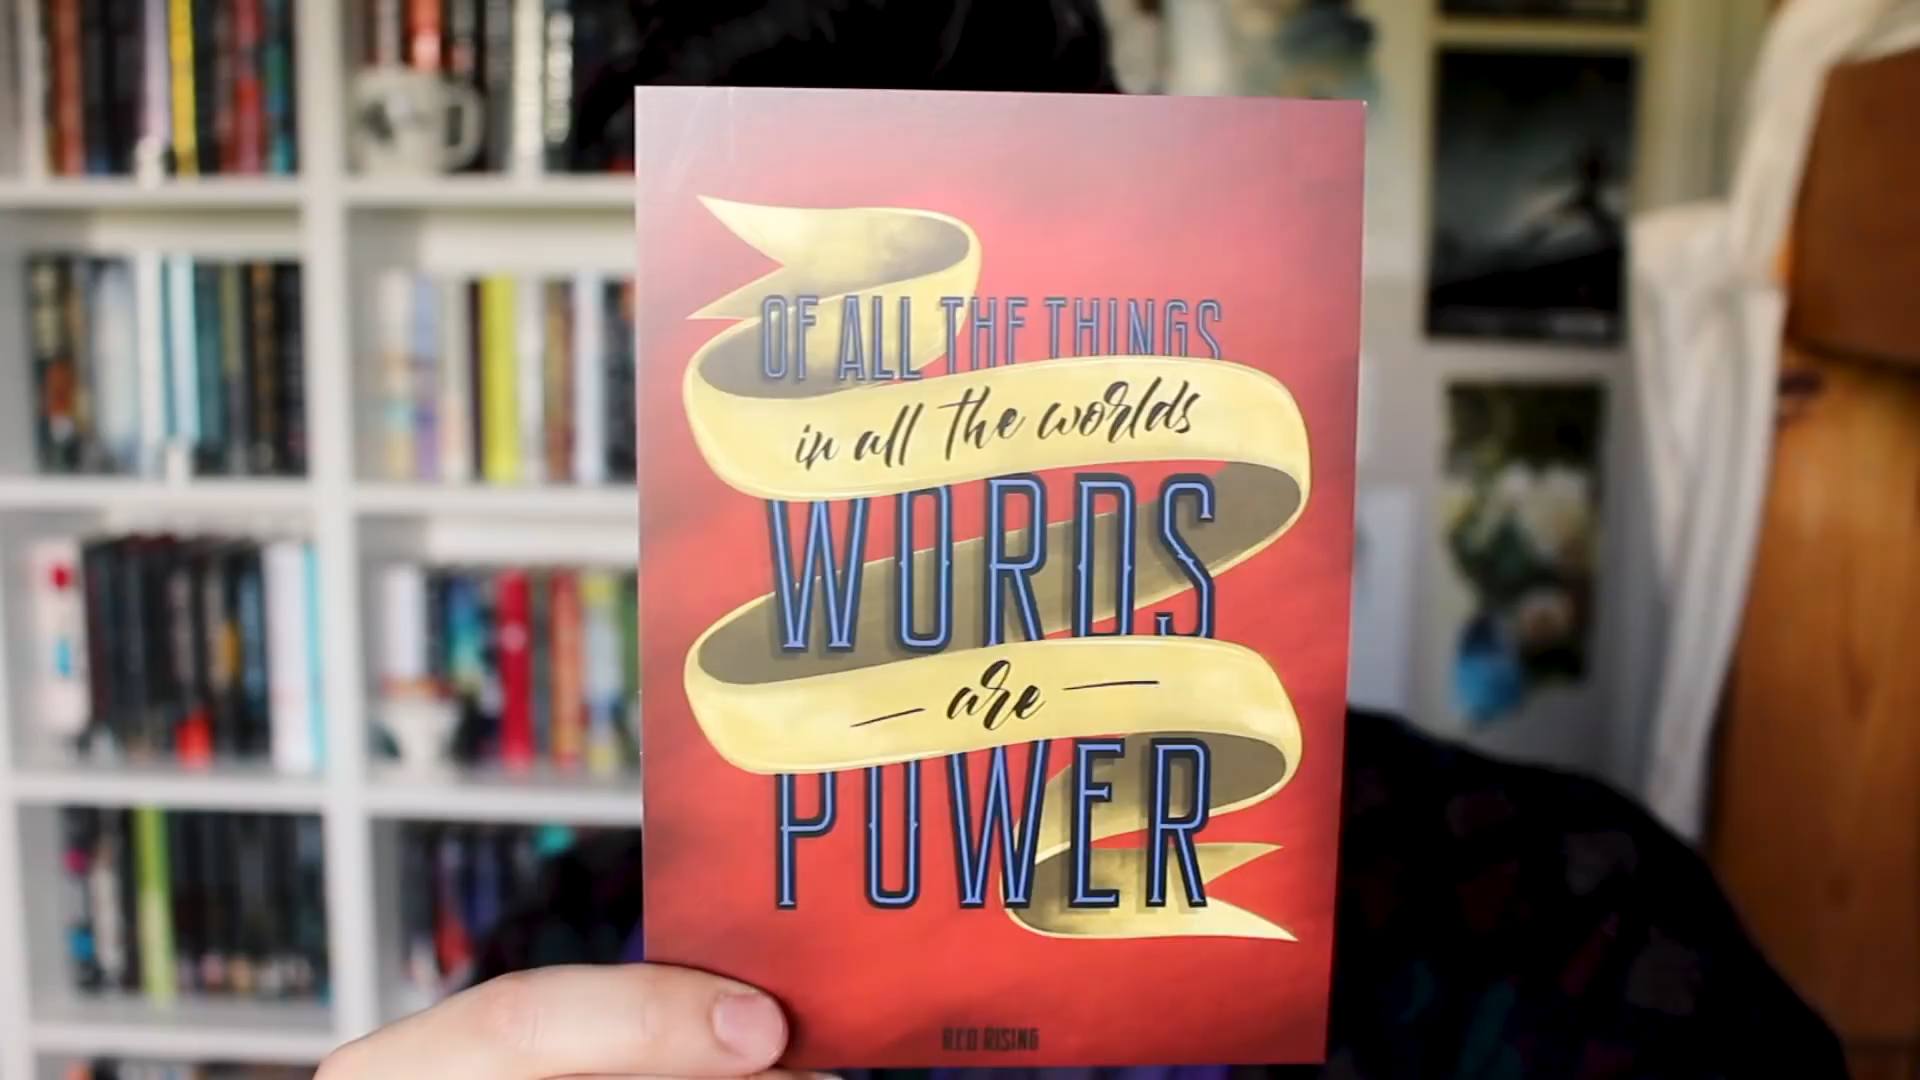 OF ALL THE THINGS
in all the worlds
WORDS
are
POWER
RED RISING